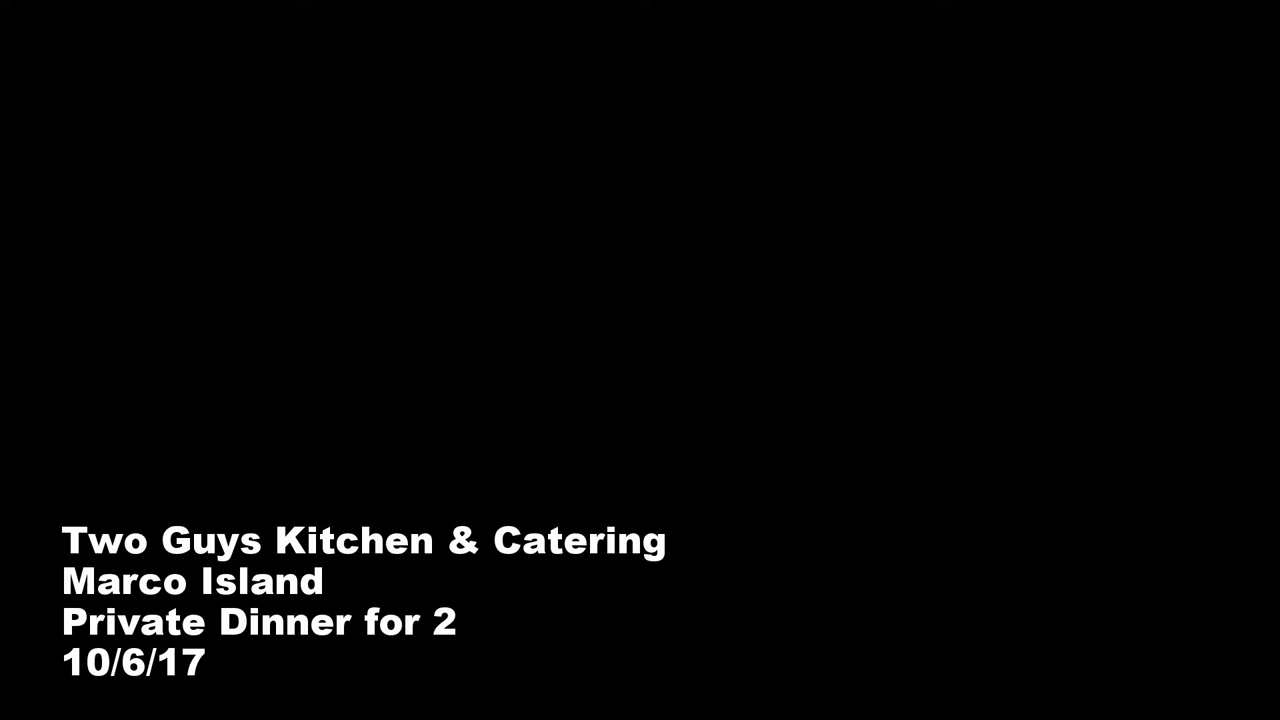 Two Guys Kitchen & Catering
Marco Island
Private Dinner for 2
10/6/17